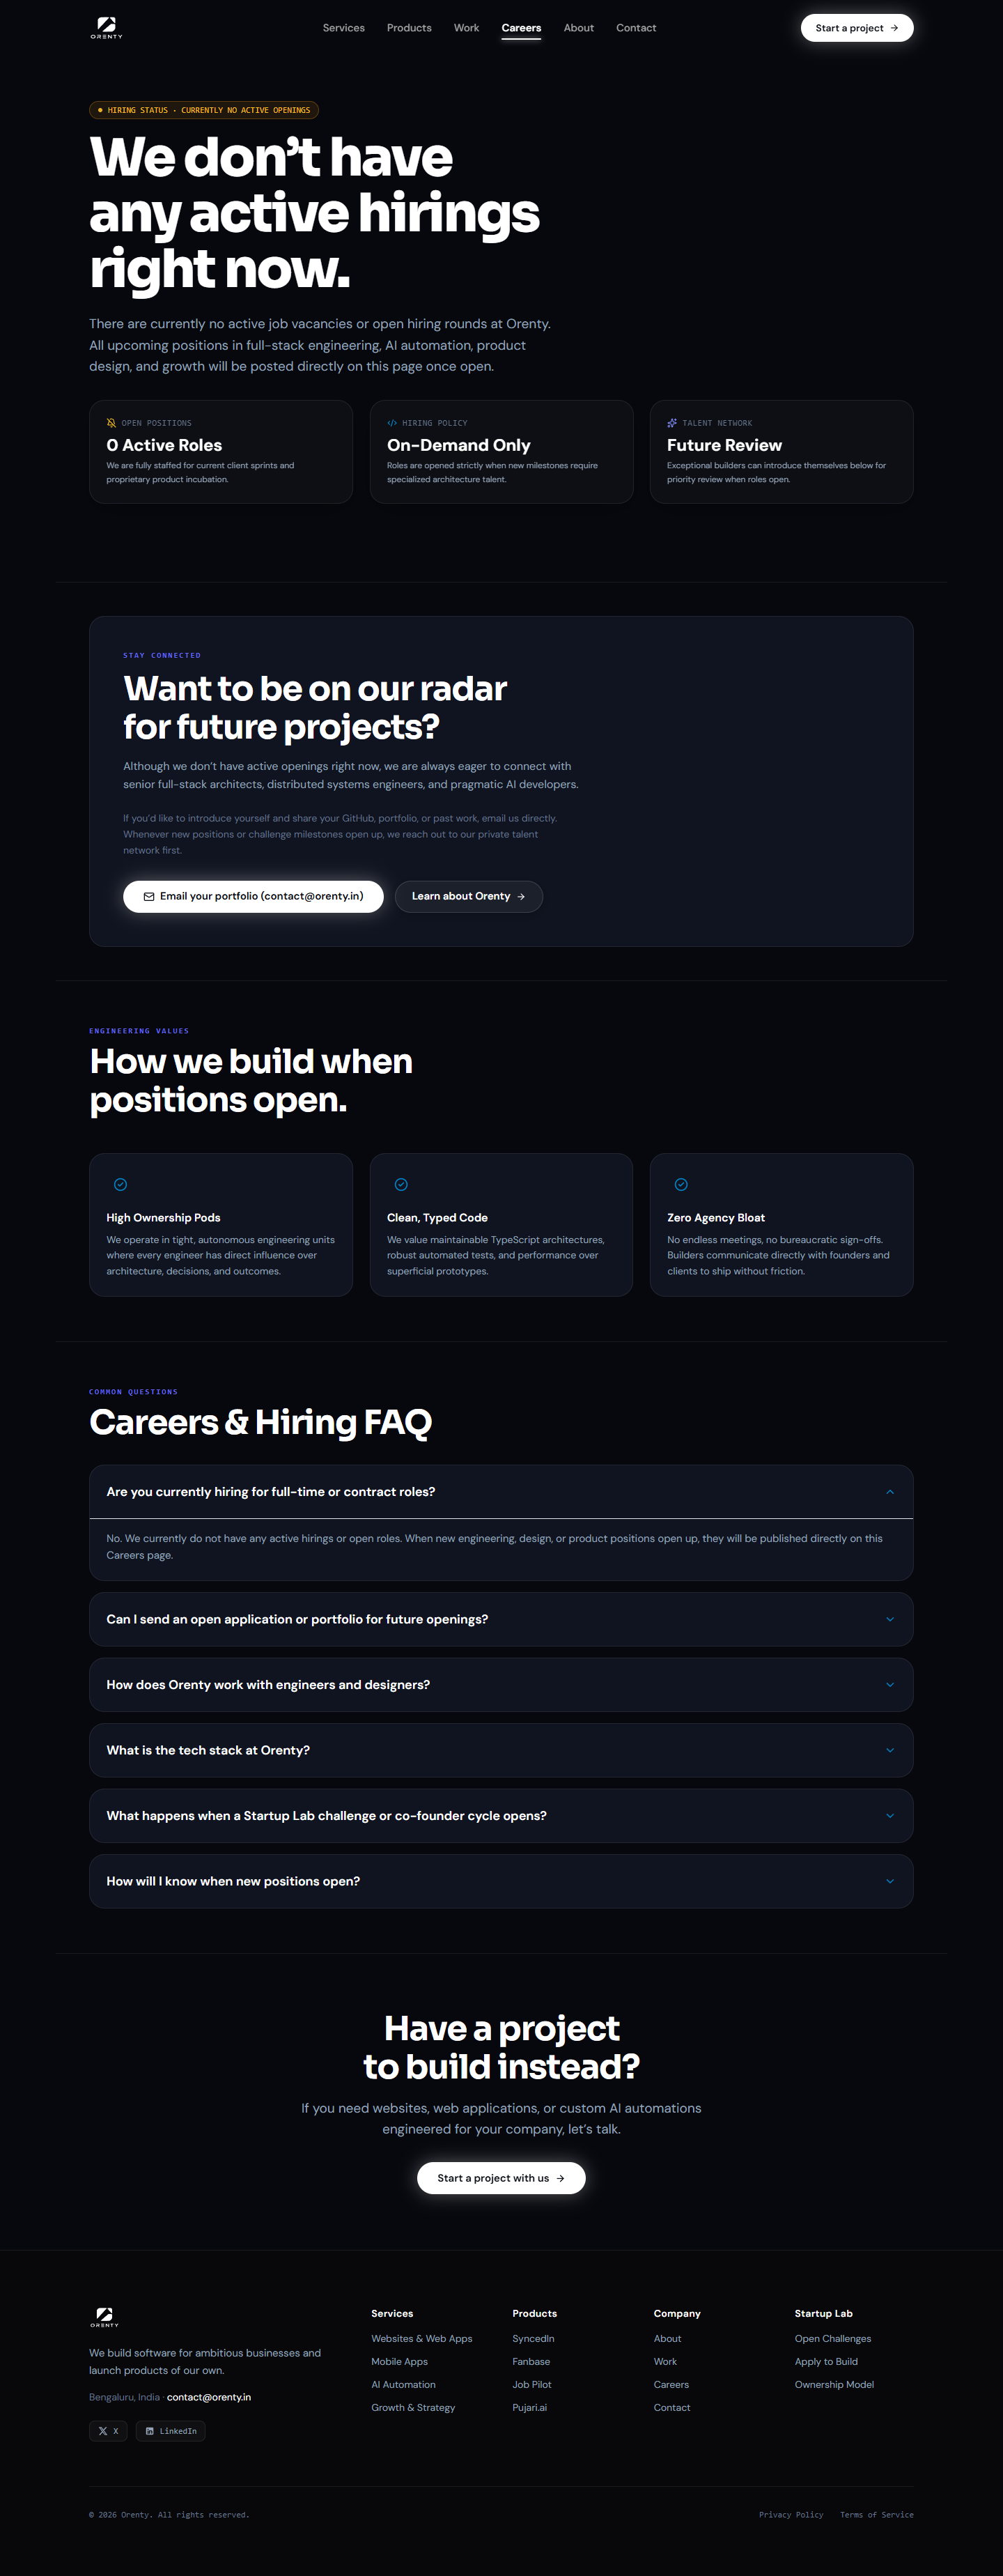 ORENTY
Services
Products
Work
Careers
About
Contact
Start a project →
HIRING STATUS · CURRENTLY NO ACTIVE OPENINGS
We don’t have
any active hirings
right now.
There are currently no active job vacancies or open hiring rounds at Orenty.
All upcoming positions in full-stack engineering, AI automation, product
design, and growth will be posted directly on this page once open.
OPEN POSITIONS
0 Active Roles
We are fully staffed for current client sprints and
proprietary product incubation.
HIRING POLICY
On-Demand Only
Roles are opened strictly when new milestones require
specialized architecture talent.
TALENT NETWORK
Future Review
Exceptional builders can introduce themselves below for
priority review when roles open.
STAY CONNECTED
Want to be on our radar
for future projects?
Although we don’t have active openings right now, we are always eager to connect with
senior full-stack architects, distributed systems engineers, and pragmatic AI developers.
If you’d like to introduce yourself and share your GitHub, portfolio, or past work, email us directly.
Whenever new positions or challenge milestones open up, we reach out to our private talent
network first.
Email your portfolio (contact@orenty.in)
Learn about Orenty →
ENGINEERING VALUES
How we build when
positions open.
High Ownership Pods
We operate in tight, autonomous engineering units
where every engineer has direct influence over
architecture, decisions, and outcomes.
Clean, Typed Code
We value maintainable TypeScript architectures,
robust automated tests, and performance over
superficial prototypes.
Zero Agency Bloat
No endless meetings, no bureaucratic sign-offs.
Builders communicate directly with founders and
clients to ship without friction.
COMMON QUESTIONS
Careers & Hiring FAQ
Are you currently hiring for full-time or contract roles?
No. We currently do not have any active hirings or open roles. When new engineering, design, or product positions open up, they will be published directly on this
Careers page.
Can I send an open application or portfolio for future openings?
How does Orenty work with engineers and designers?
What is the tech stack at Orenty?
What happens when a Startup Lab challenge or co-founder cycle opens?
How will I know when new positions open?
Have a project
to build instead?
If you need websites, web applications, or custom AI automations
engineered for your company, let’s talk.
Start a project with us →
ORENTY
We build software for ambitious businesses and
launch products of our own.
Bengaluru, India · contact@orenty.in
X
LinkedIn
Services
Websites & Web Apps
Mobile Apps
AI Automation
Growth & Strategy
Products
SyncedIn
Fanbase
Job Pilot
Pujari.ai
Company
About
Work
Careers
Contact
Startup Lab
Open Challenges
Apply to Build
Ownership Model
© 2026 Orenty. All rights reserved.
Privacy Policy
Terms of Service